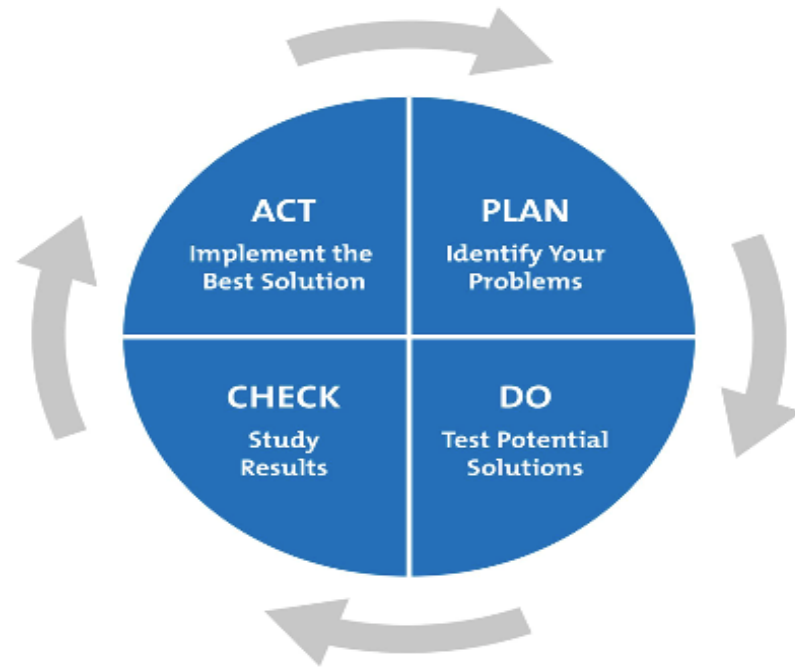 ACT
Implement the
Best Solution
PLAN
Identify Your
Problems
CHECK
Study
Results
DO
Test Potential
Solutions